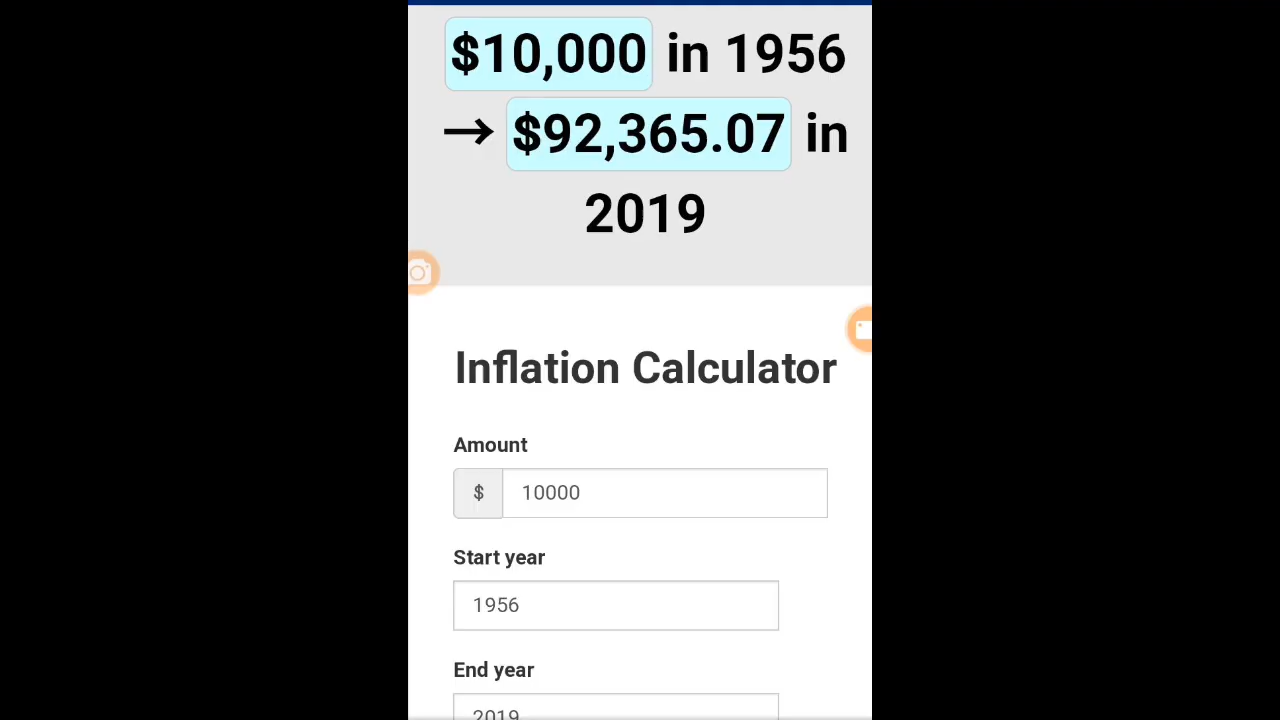 $10,000 in 1956
→ $92,365.07 in
2019
Inflation Calculator
Amount
$ 10000
Start year
1956
End year
2019